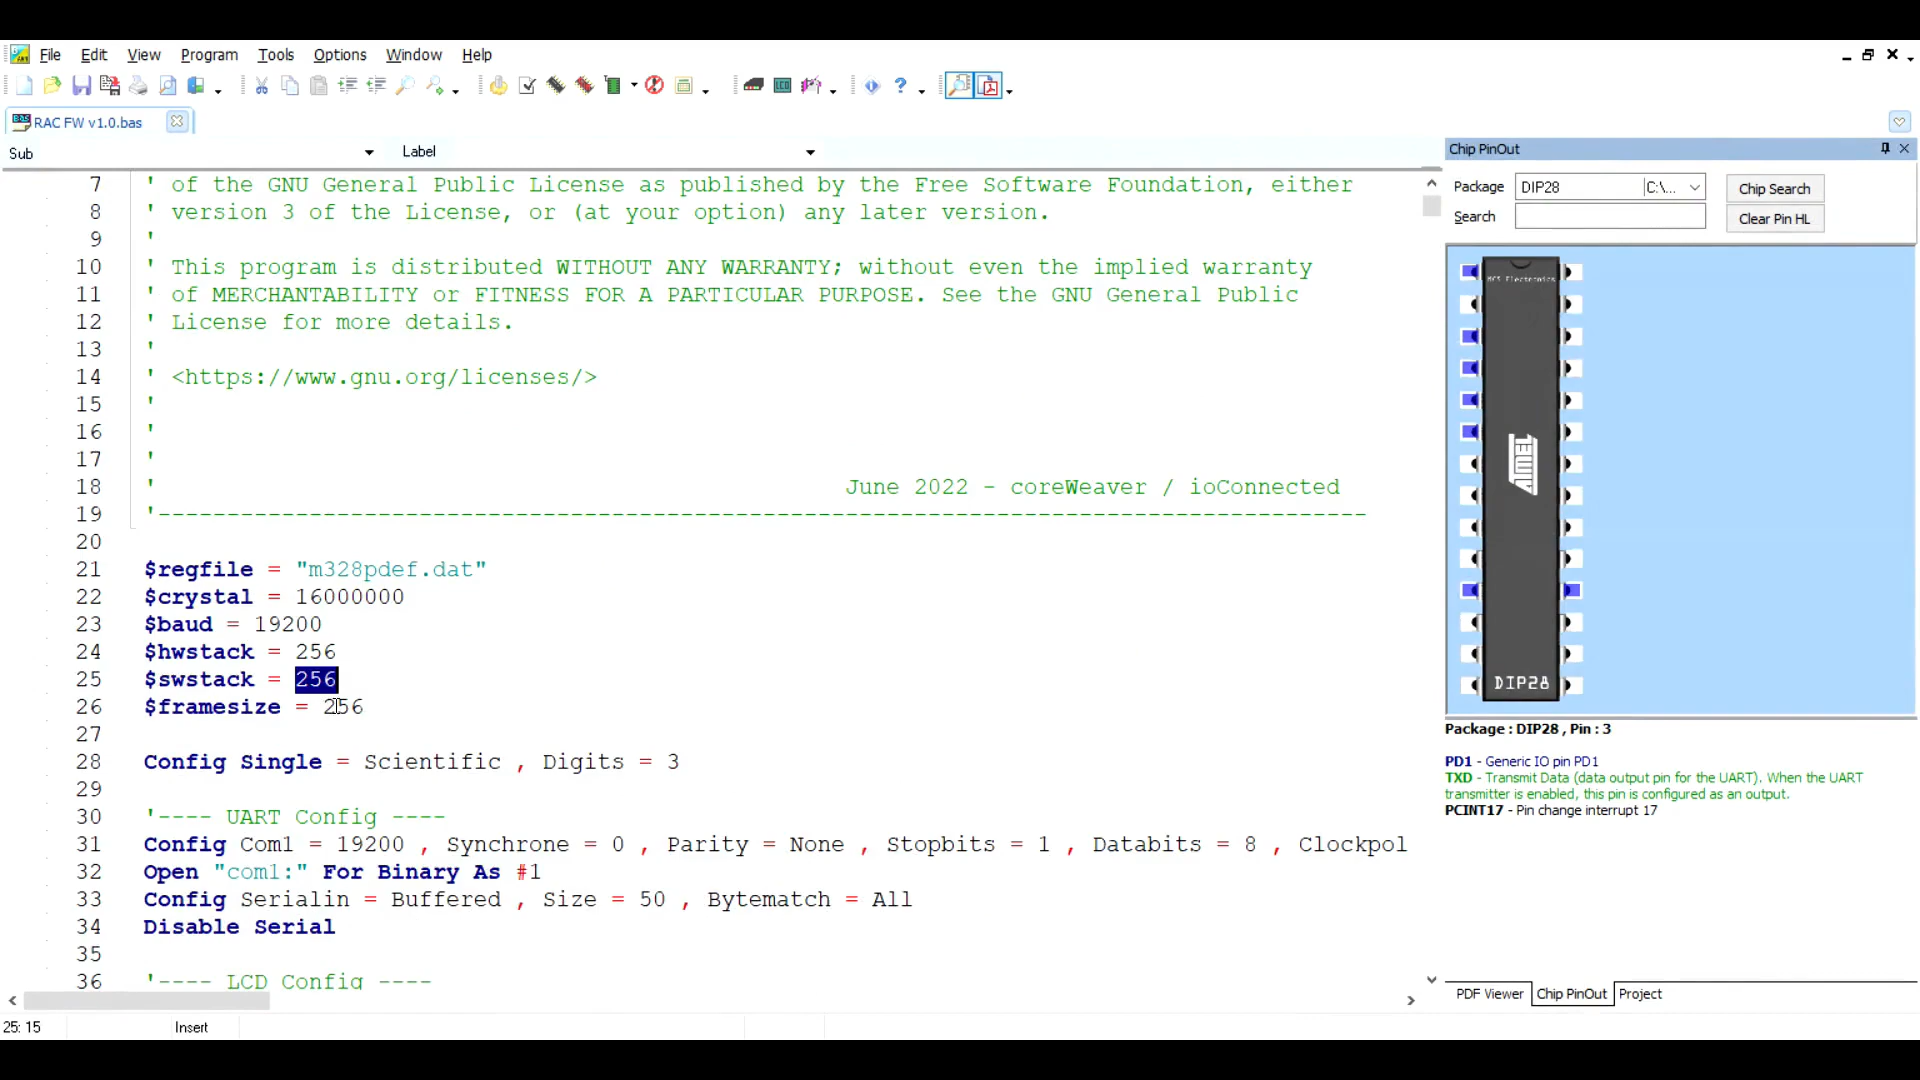 File Edit View Program Tools Options Window Help
RAC FW v1.0.bas
Sub Label
7 ' of the GNU General Public License as published by the Free Software Foundation, either
8 ' version 3 of the License, or (at your option) any later version.
9 '
10 ' This program is distributed WITHOUT ANY WARRANTY; without even the implied warranty
11 ' of MERCHANTABILITY or FITNESS FOR A PARTICULAR PURPOSE. See the GNU General Public
12 ' License for more details.
13 '
14 ' <https://www.gnu.org/licenses/>
15 '
16 '
17 '
18 ' June 2022 - coreWeaver / ioConnected
19 '----------------------------------------------------------------------------------------
20
21 $regfile = "m328pdef.dat"
22 $crystal = 16000000
23 $baud = 19200
24 $hwstack = 256
25 $swstack = 256
26 $framesize = 256
27
28 Config Single = Scientific , Digits = 3
29
30 '---- UART Config ----
31 Config Com1 = 19200 , Synchrone = 0 , Parity = None , Stopbits = 1 , Databits = 8 , Clockpol
32 Open "com1:" For Binary As #1
33 Config Serialin = Buffered , Size = 50 , Bytematch = All
34 Disable Serial
35
36 '---- LCD Config ----
25: 15 Insert
Chip PinOut
Package DIP28 C:\... Chip Search
Search Clear Pin HL
MCS Electronics
ATMEL
DIP28
Package : DIP28 , Pin : 3
PD1 - Generic IO pin PD1
TXD - Transmit Data (data output pin for the UART). When the UART
transmitter is enabled, this pin is configured as an output.
PCINT17 - Pin change interrupt 17
PDF Viewer Chip PinOut Project